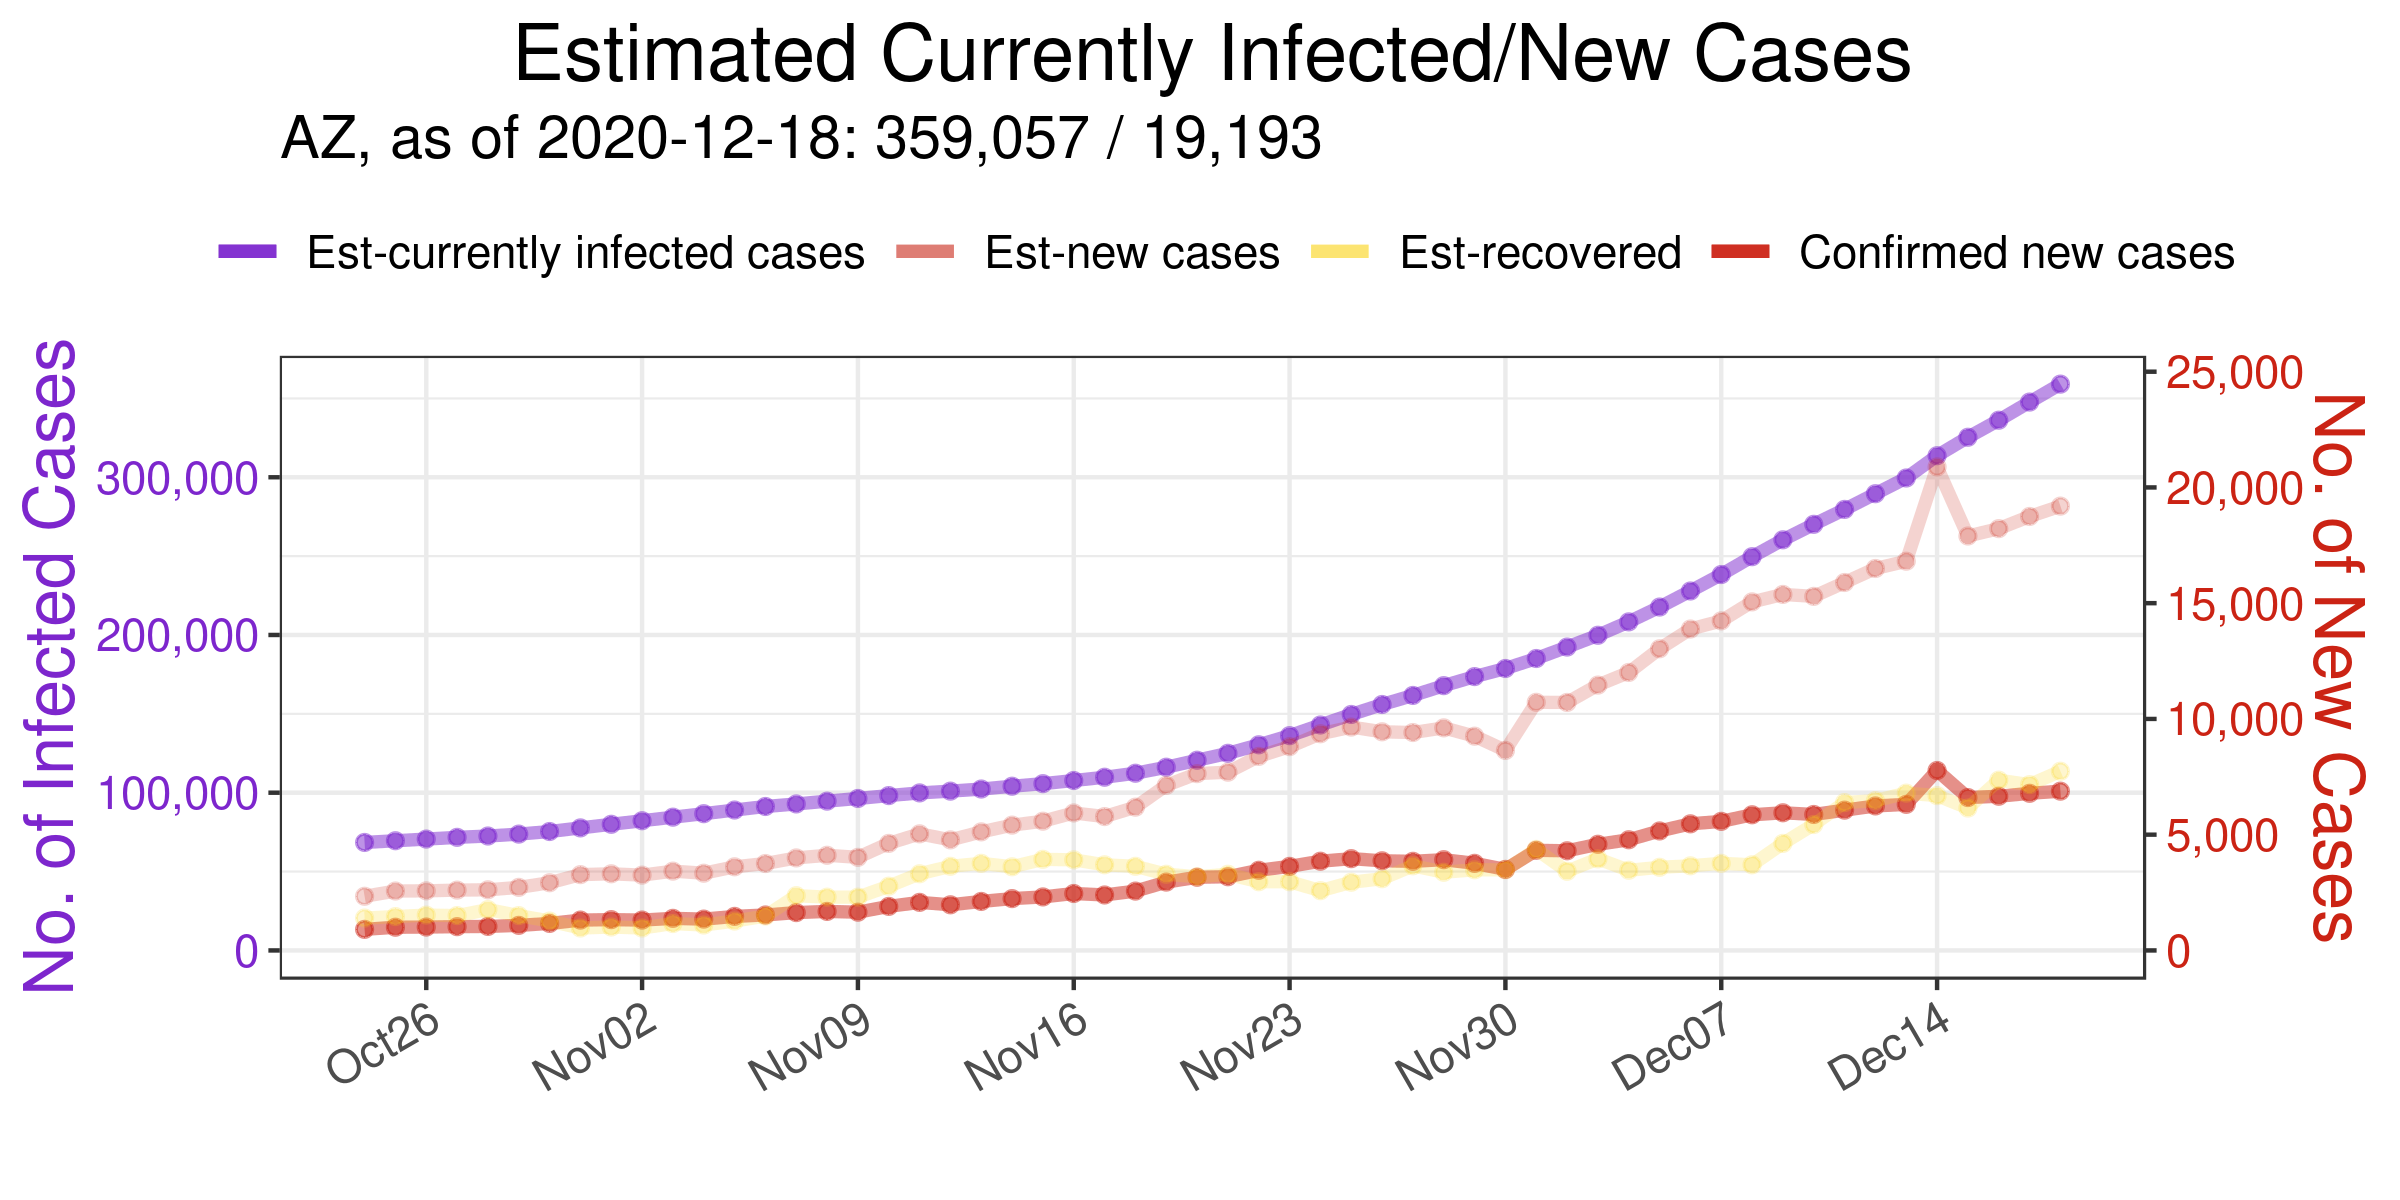 Estimated Currently Infected/New Cases
AZ, as of 2020-12-18: 359,057 / 19,193
Est-currently infected cases Est-new cases Est-recovered Confirmed new cases
No. of Infected Cases
300,000
200,000
100,000
0
25,000
20,000
15,000
10,000
5,000
0
No. of New Cases
Oct26 Nov02 Nov09 Nov16 Nov23 Nov30 Dec07 Dec14